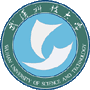 武汉科技大学
WUHAN UNIVERSITY OF SCIENCE AND TECHNOLOGY